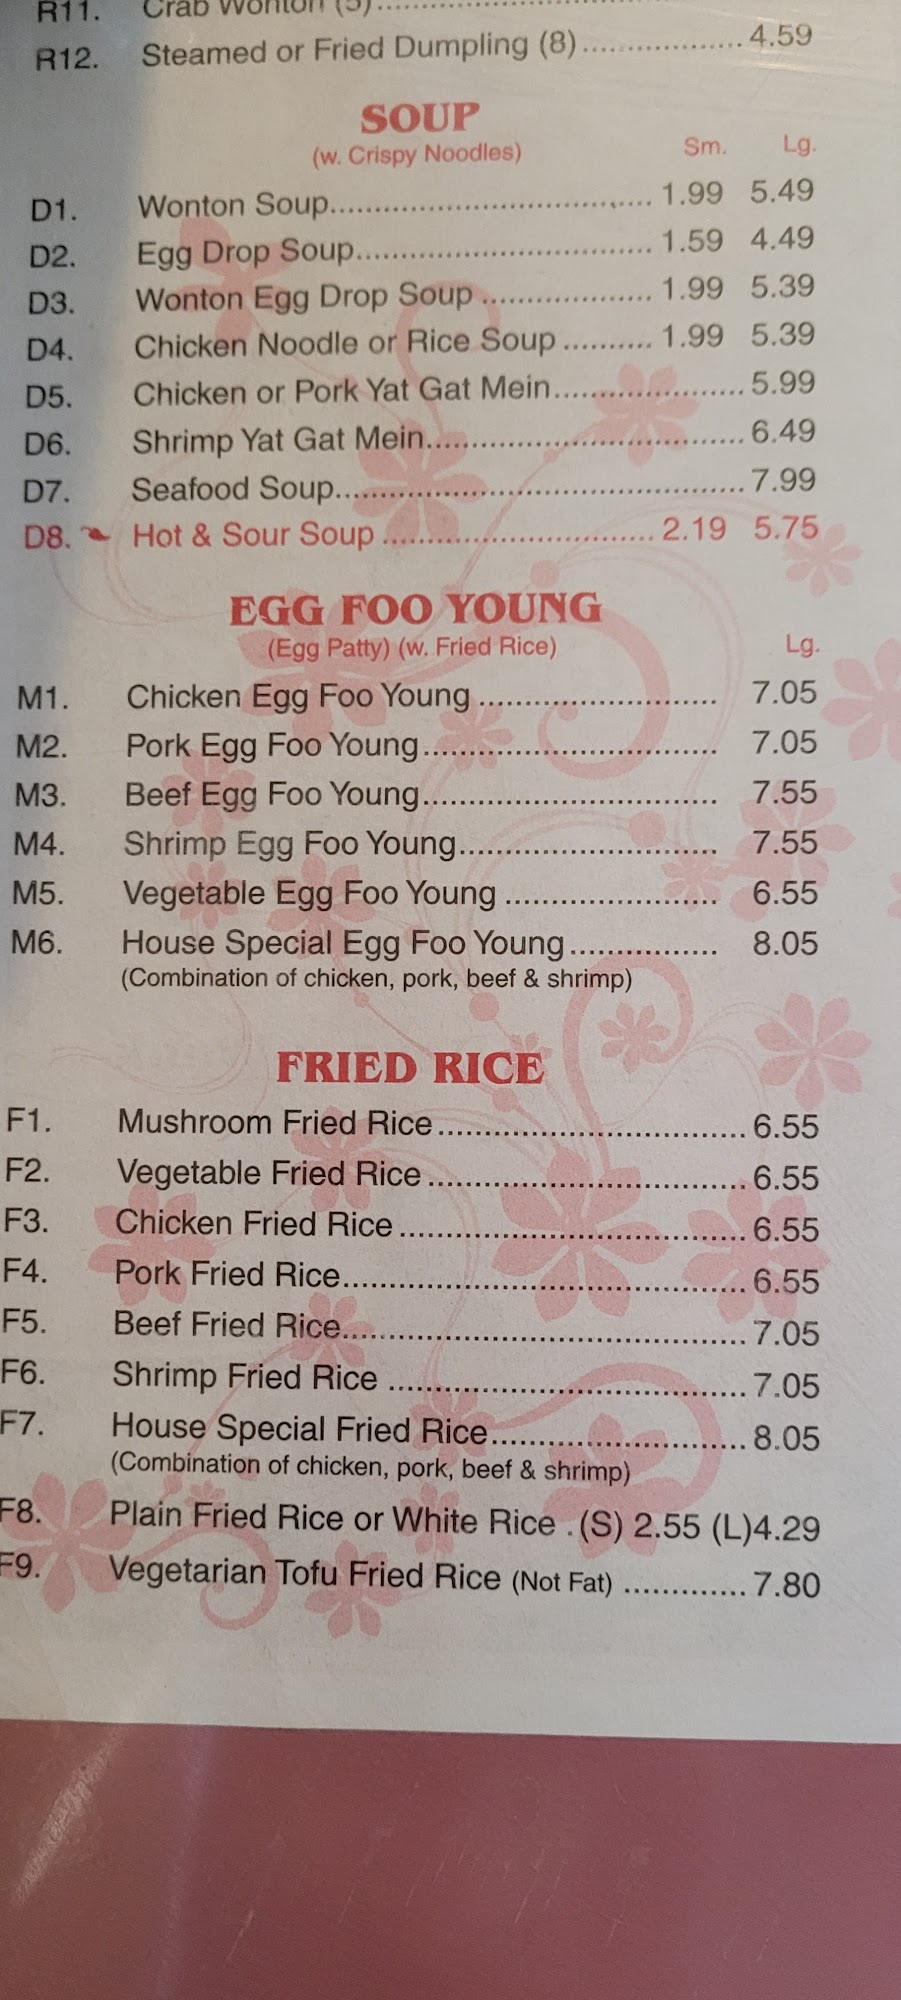 R11. Crab Wonton (5)
R12. Steamed or Fried Dumpling (8)..................4.59
SOUP
(w. Crispy Noodles) Sm. Lg.
D1. Wonton Soup.................................... 1.99 5.49
D2. Egg Drop Soup................................ 1.59 4.49
D3. Wonton Egg Drop Soup ................... 1.99 5.39
D4. Chicken Noodle or Rice Soup .......... 1.99 5.39
D5. Chicken or Pork Yat Gat Mein.....................5.99
D6. Shrimp Yat Gat Mein...................................6.49
D7. Seafood Soup.............................................7.99
D8. Hot & Sour Soup .............................. 2.19 5.75
EGG FOO YOUNG
(Egg Patty) (w. Fried Rice) Lg.
M1. Chicken Egg Foo Young .......................... 7.05
M2. Pork Egg Foo Young................................ 7.05
M3. Beef Egg Foo Young................................ 7.55
M4. Shrimp Egg Foo Young............................ 7.55
M5. Vegetable Egg Foo Young ....................... 6.55
M6. House Special Egg Foo Young................ 8.05
(Combination of chicken, pork, beef & shrimp)
FRIED RICE
F1. Mushroom Fried Rice..................................6.55
F2. Vegetable Fried Rice ..................................6.55
F3. Chicken Fried Rice .....................................6.55
F4. Pork Fried Rice...........................................6.55
F5. Beef Fried Rice...........................................7.05
F6. Shrimp Fried Rice .......................................7.05
F7. House Special Fried Rice............................8.05
(Combination of chicken, pork, beef & shrimp)
F8. Plain Fried Rice or White Rice . (S) 2.55 (L)4.29
F9. Vegetarian Tofu Fried Rice (Not Fat) .............7.80